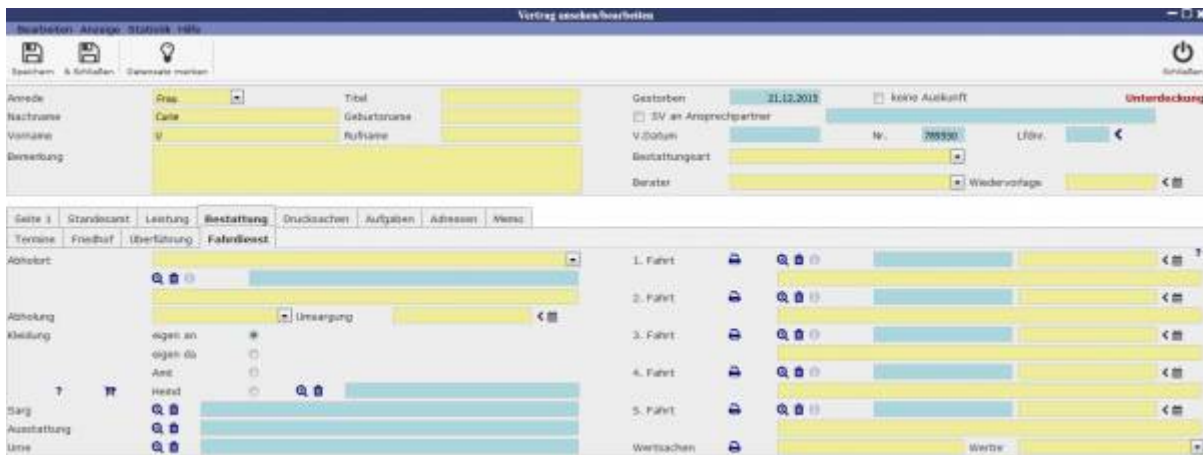 Vertrag ansehen/bearbeiten
Bearbeiten Anzeige Statistik Hilfe
Speichern & Schließen Datensatz merken Schließen
Anrede Frau Titel Gestorben 21.12.2015 keine Auskunft Unterdeckung
Nachname Carle Geburtsname SV an Ansprechpartner
Vorname U Rufname V.Datum Nr. 789930 LfdNr.
Bemerkung Bestattungsart
Berater Wiedervorlage
Seite 1 Standesamt Leistung Bestattung Drucksachen Aufgaben Adressen Memo
Termine Friedhof Überführung Fahrdienst
Abholort 1. Fahrt ?
2. Fahrt
Abholung Umsargung
Kleidung eigen an 3. Fahrt
eigen da
Amt 4. Fahrt
? Hemd
Sarg 5. Fahrt
Ausstattung
Urne Wertsachen Werte